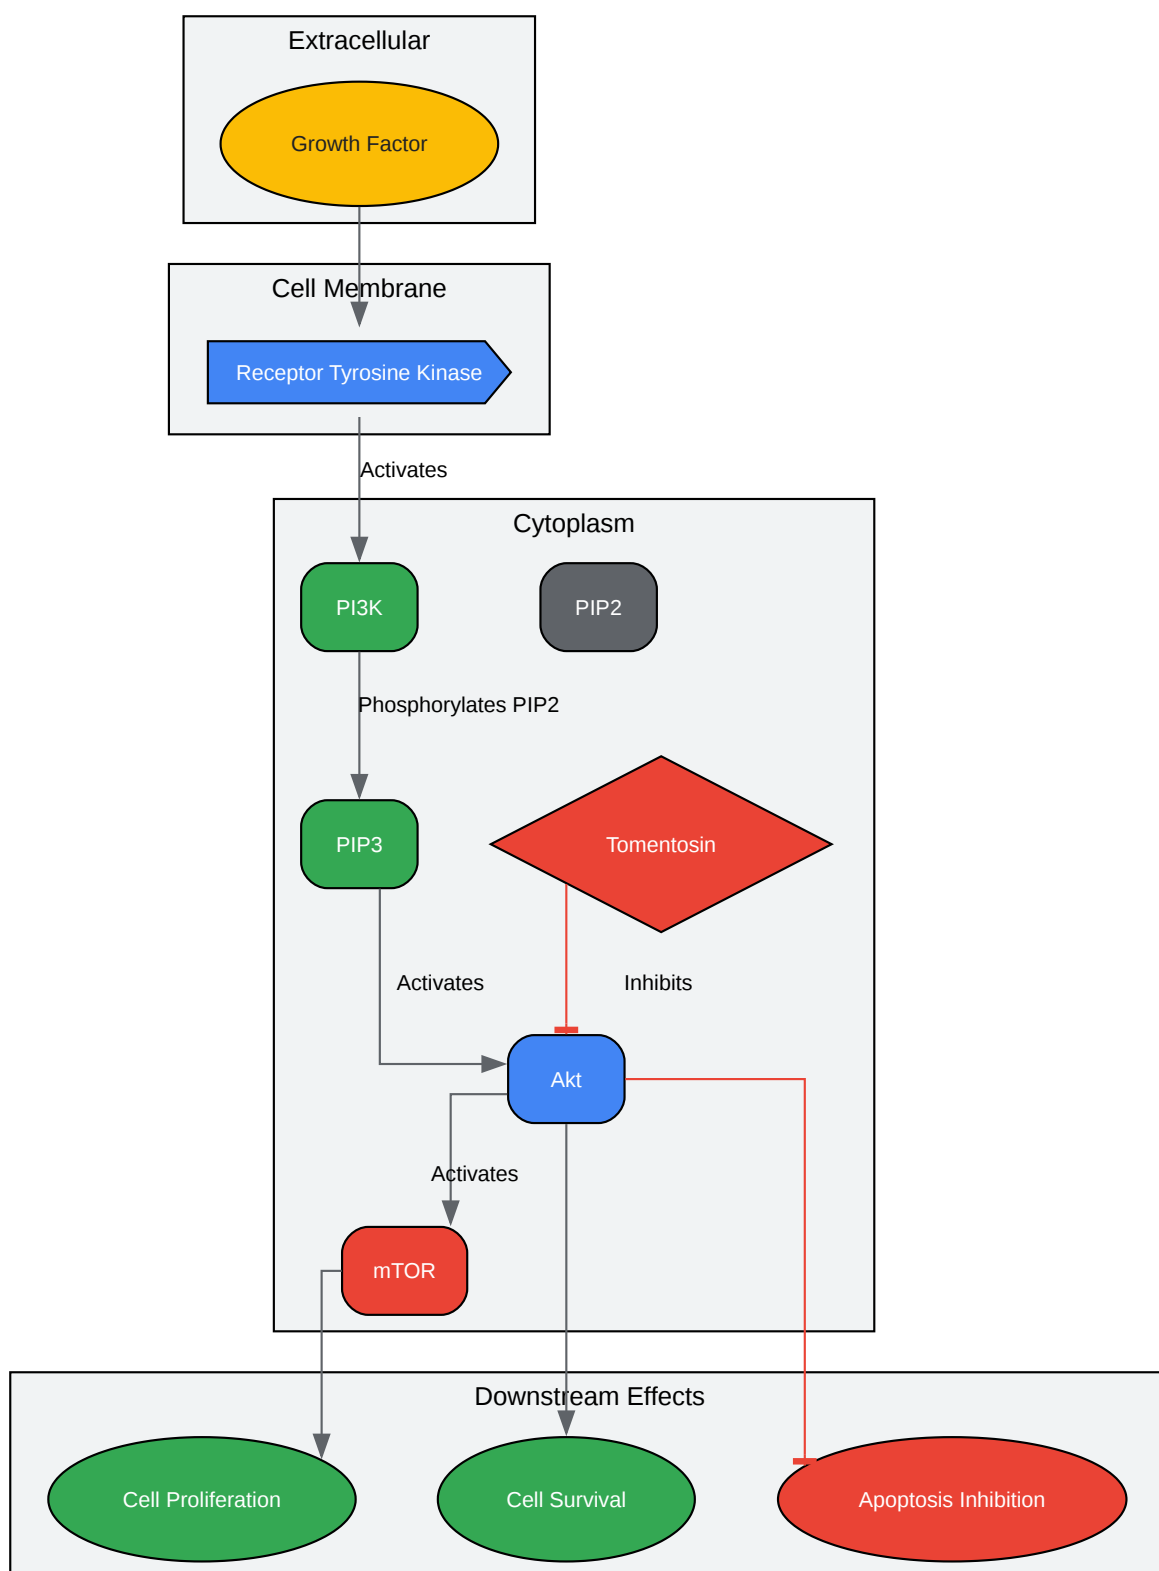 Extracellular
Growth Factor
Cell Membrane
Receptor Tyrosine Kinase
Activates
Cytoplasm
PI3K
PIP2
Phosphorylates PIP2
PIP3
Tomentosin
Activates
Inhibits
Akt
Activates
mTOR
Downstream Effects
Cell Proliferation
Cell Survival
Apoptosis Inhibition